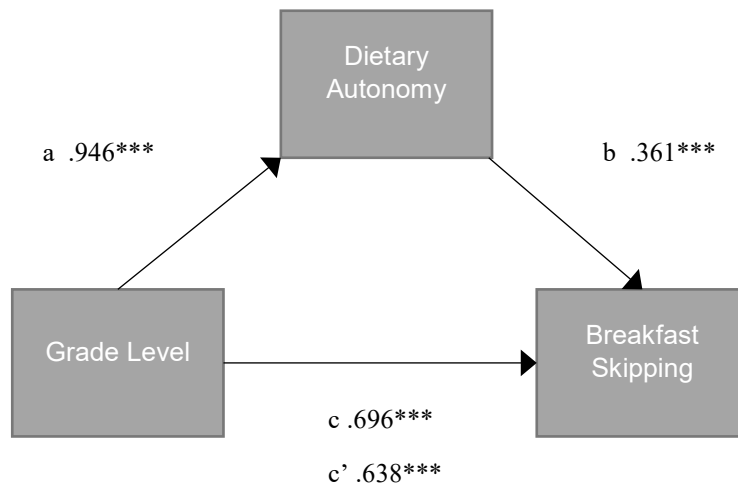 Dietary
Autonomy
a .946***
b .361***
Grade Level
Breakfast
Skipping
c .696***
c’ .638***